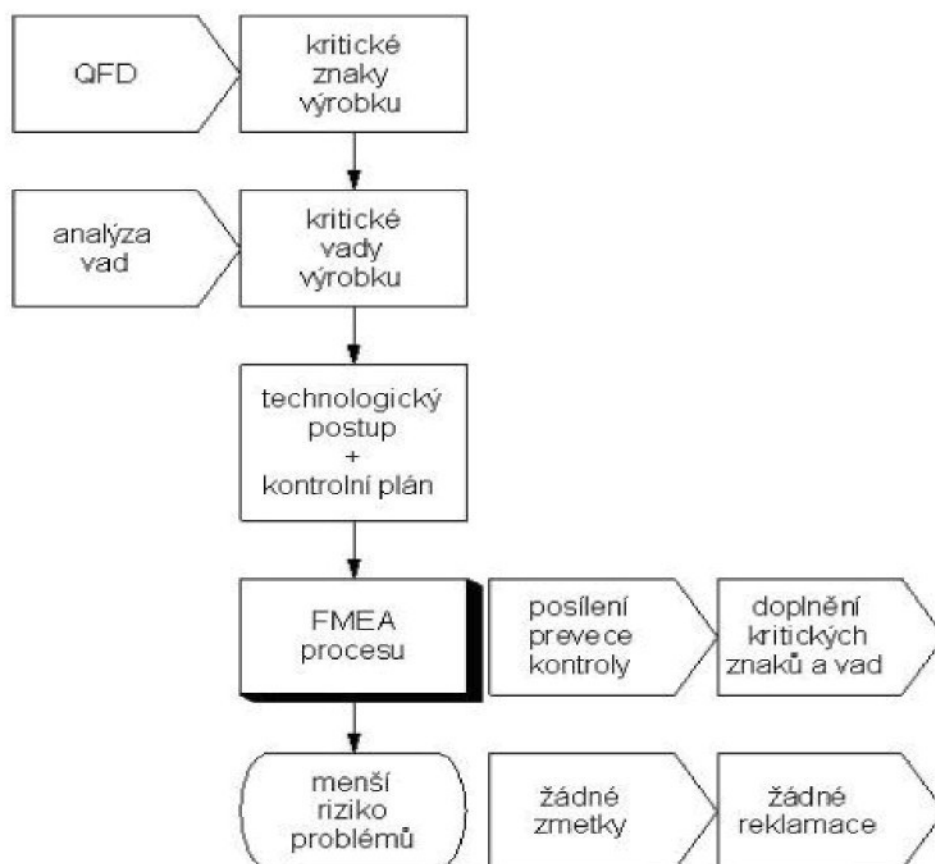 QFD
kritické
znaky
výrobku
analýza
vad
kritické
vady
výrobku
technologický
postup
+
kontrolní plán
FMEA
procesu
posílení
prevece
kontroly
doplnění
kritických
znaků a vad
menší
riziko
problémů
žádné
zmetky
žádné
reklamace